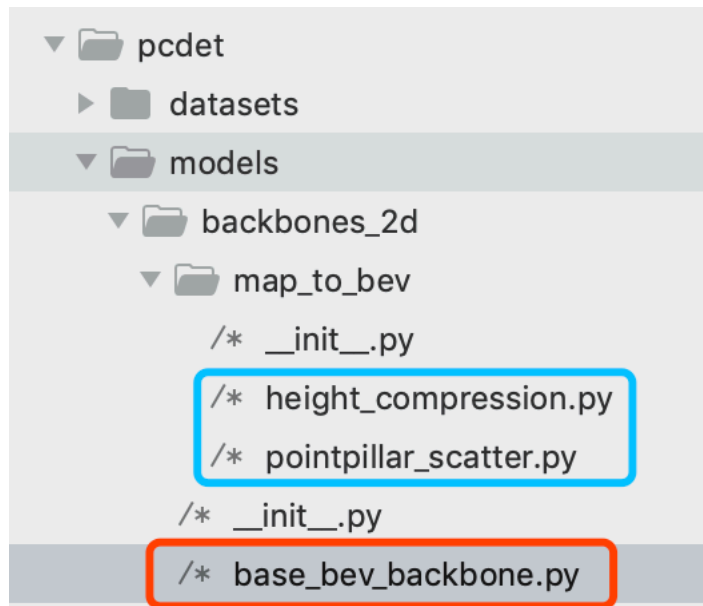 pcdet
datasets
models
backbones_2d
map_to_bev
/* __init__.py
/* height_compression.py
/* pointpillar_scatter.py
/* __init__.py
/* base_bev_backbone.py